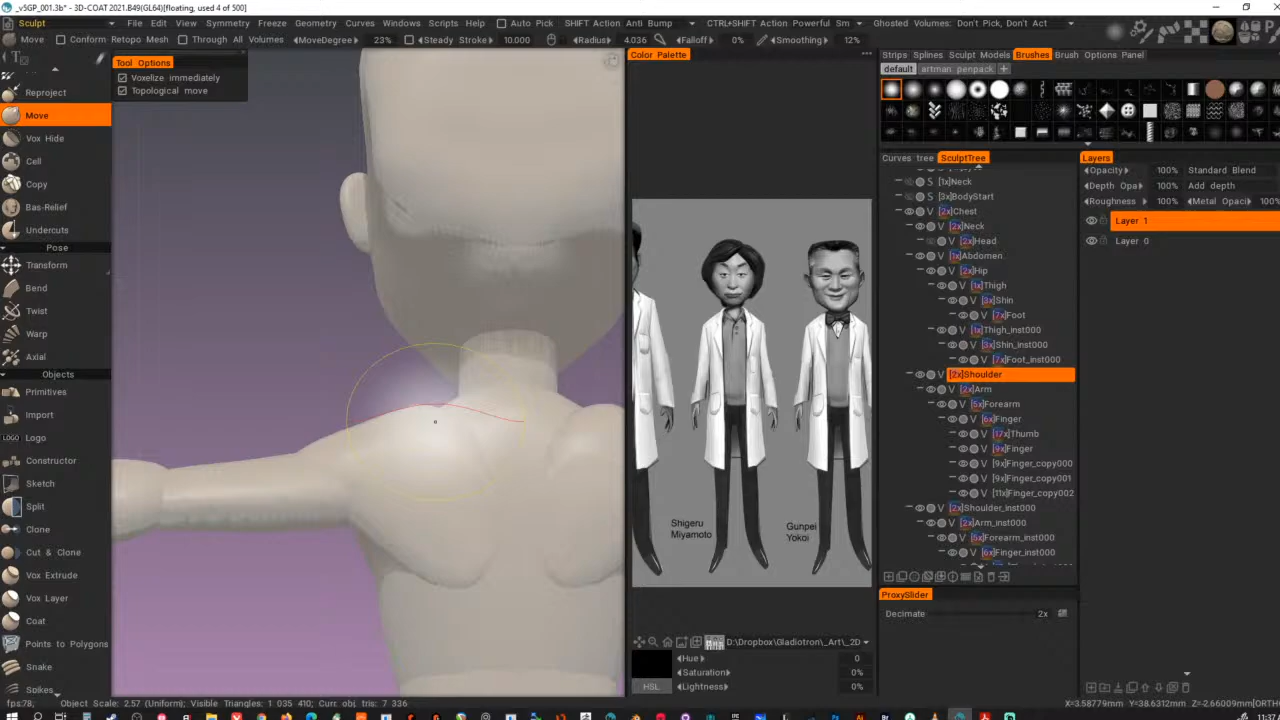 _v5GP_001.3b* - 3D-COAT 2021.B49(GL64)[floating, used 4 of 500]
Sculpt
File Edit View Symmetry Freeze Geometry Curves Windows Scripts Help Auto Pick SHIFT Action Anti Bump CTRL+SHIFT Action Powerful Sm Ghosted Volumes: Don't Pick, Don't Act
Move Conform Retopo Mesh Through All Volumes MoveDegree 23% Steady Stroke 10.000 Radius 4.036 Falloff 0% Smoothing 12%
Tool Options
Voxelize immediately
Topological move
Reproject
Move
Vox Hide
Cell
Copy
Bas-Relief
Undercuts
Pose
Transform
Bend
Twist
Warp
Axial
Objects
Primitives
Import
LOGO Logo
Constructor
Sketch
Split
Clone
Cut & Clone
Vox Extrude
Vox Layer
Coat
Points to Polygons
Snake
Spikes
Color Palette
Shigeru
Miyamoto
Gunpei
Yokoi
D:\Dropbox\Gladiotron\_Art\_2D
Hue 0
Saturation 0%
HSL Lightness 0%
Strips Splines Sculpt Models Brushes Brush Options Panel
default artman penpack +
Curves tree SculptTree
S [1x]Neck
S [3x]BodyStart
V [2x]Chest
V [2x]Neck
V [2x]Head
V [1x]Abdomen
V [2x]Hip
V [1x]Thigh
V [3x]Shin
V [7x]Foot
V [1x]Thigh_inst000
V [3x]Shin_inst000
V [7x]Foot_inst000
V [2x]Shoulder
V [2x]Arm
V [5x]Forearm
V [6x]Finger
V [17x]Thumb
V [9x]Finger
V [9x]Finger_copy000
V [9x]Finger_copy001
V [11x]Finger_copy002
V [2x]Shoulder_inst000
V [2x]Arm_inst000
V [5x]Forearm_inst000
V [6x]Finger_inst000
ProxySlider
Decimate 2x
Layers
Opacity 100% Standard Blend
Depth Opa 100% Add depth
Roughness 100% Metal Opaci 100%
Layer 1
Layer 0
fps:78, Object Scale: 2.57 (Uniform), Visible Triangles: 1 035 410; Curr. obj. tris: 7 336
X=3.58779m Y=38.6312m Z=-2.66009m [ORTH